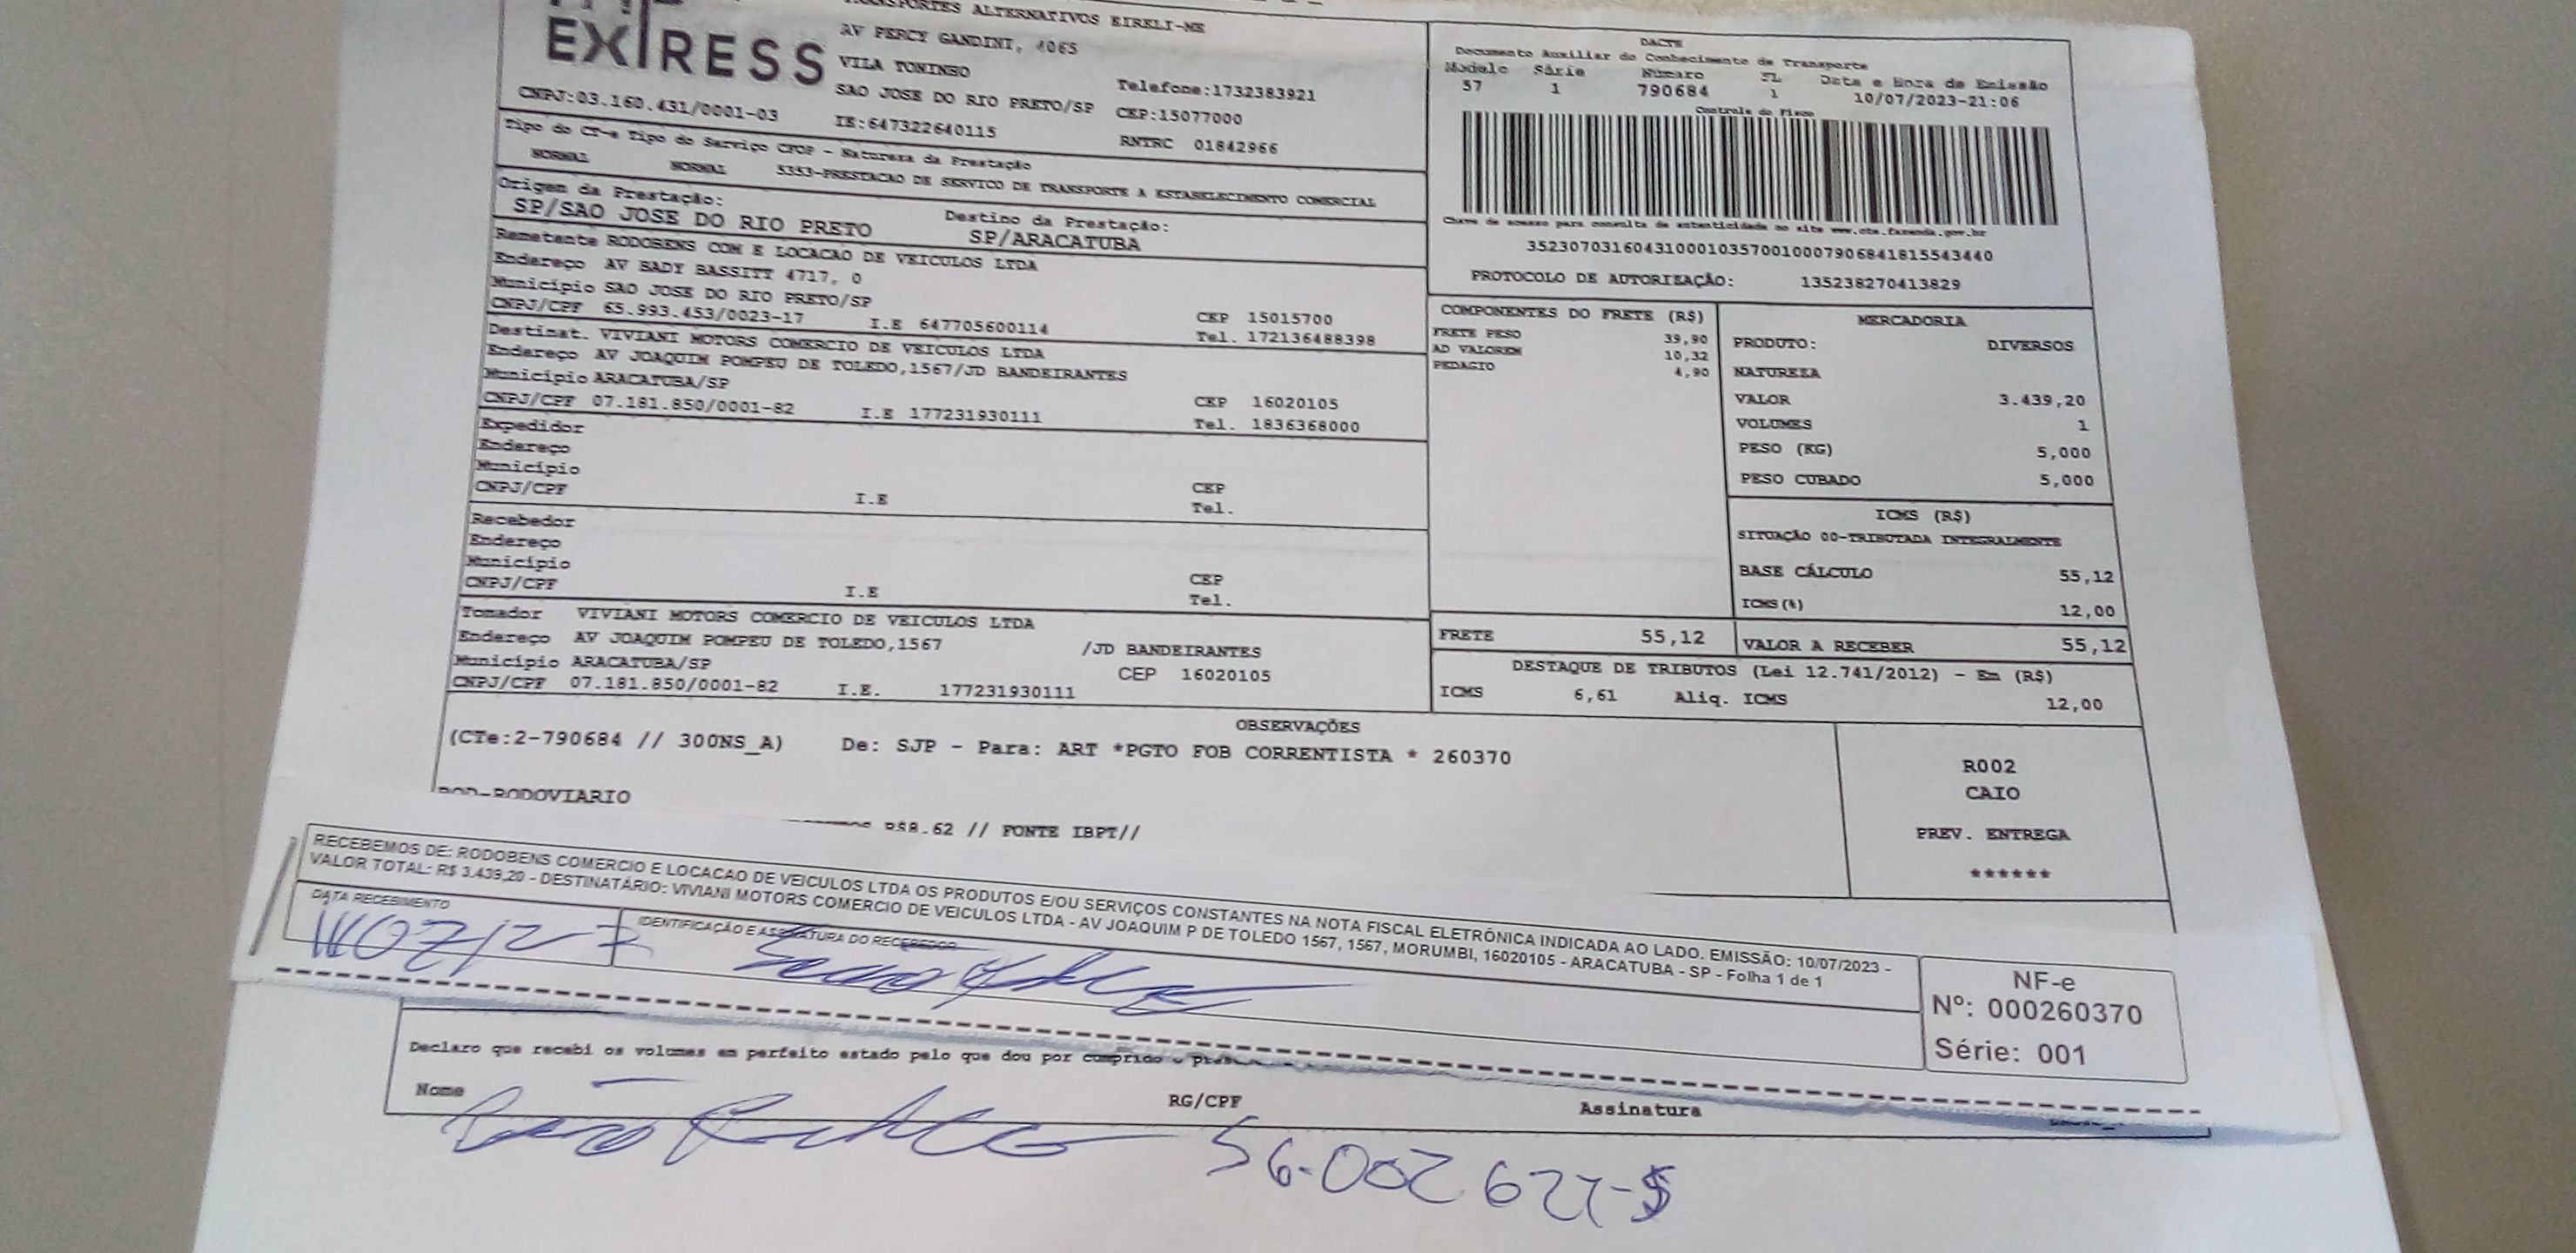 EXPRESS
TRANSPORTES ALTERNATIVOS EIRELI-ME
AV PERCY GANDINI, 4065
VILA TONINHO
SAO JOSE DO RIO PRETO/SP
Telefone:1732383921
CEP:15077000
CNPJ:03.160.431/0001-03
IE:647322640115
RNTRC 01842966
Tipo do CT-e Tipo do Serviço CFOP - Natureza da Prestação
NORMAL NORMAL 5353-PRESTACAO DE SERVICO DE TRANSPORTE A ESTABELECIMENTO COMERCIAL
Origem da Prestação:
SP/SAO JOSE DO RIO PRETO
Destino da Prestação:
SP/ARACATUBA
Remetente RODOBENS COM E LOCACAO DE VEICULOS LTDA
Endereço AV BADY BASSITT 4717, 0
Município SAO JOSE DO RIO PRETO/SP
CEP 15015700
CNPJ/CPF 65.993.453/0023-17 I.E 647705600114
Tel. 172136488398
Destinat. VIVIANI MOTORS COMERCIO DE VEICULOS LTDA
Endereço AV JOAQUIM POMPEU DE TOLEDO,1567/JD BANDEIRANTES
Município ARACATUBA/SP
CEP 16020105
CNPJ/CPF 07.181.850/0001-82 I.E 177231930111
Tel. 1836368000
Expedidor
Endereço
Município
CEP
CNPJ/CPF I.E
Tel.
Recebedor
Endereço
Município
CEP
CNPJ/CPF I.E
Tel.
Tomador VIVIANI MOTORS COMERCIO DE VEICULOS LTDA
Endereço AV JOAQUIM POMPEU DE TOLEDO,1567 /JD BANDEIRANTES
Município ARACATUBA/SP
CEP 16020105
CNPJ/CPF 07.181.850/0001-82 I.E. 177231930111
DACTE
Documento Auxiliar do Conhecimento de Transporte
Modelo Série Número FL Data e Hora de Emissão
57 1 790684 1 10/07/2023-21:06
Controle do Fisco
Chave de acesso para consulta de autenticidade no site www.cte.fazenda.gov.br
35230703160431000103570010007906841815543440
PROTOCOLO DE AUTORIZAÇÃO: 135238270413829
COMPONENTES DO FRETE (R$)
FRETE PESO 39,90
AD VALOREM 10,32
PEDAGIO 4,90
MERCADORIA
PRODUTO: DIVERSOS
NATUREZA
VALOR 3.439,20
VOLUMES 1
PESO (KG) 5,000
PESO CUBADO 5,000
ICMS (R$)
SITUAÇÃO 00-TRIBUTADA INTEGRALMENTE
BASE CÁLCULO 55,12
ICMS(%) 12,00
FRETE 55,12
VALOR A RECEBER 55,12
DESTAQUE DE TRIBUTOS (Lei 12.741/2012) - Em (R$)
ICMS 6,61 Aliq. ICMS 12,00
OBSERVAÇÕES
(CTe:2-790684 // 300NS_A) De: SJP - Para: ART *PGTO FOB CORRENTISTA * 260370
ROD-RODOVIARIO
R$8.62 // FONTE IBPT//
R002
CAIO
PREV. ENTREGA
******
RECEBEMOS DE: RODOBENS COMERCIO E LOCACAO DE VEICULOS LTDA OS PRODUTOS E/OU SERVIÇOS CONSTANTES NA NOTA FISCAL ELETRÔNICA INDICADA AO LADO. EMISSÃO: 10/07/2023 -
VALOR TOTAL: R$ 3.439,20 - DESTINATÁRIO: VIVIANI MOTORS COMERCIO DE VEICULOS LTDA - AV JOAQUIM P DE TOLEDO 1567, 1567, MORUMBI, 16020105 - ARACATUBA - SP - Folha 1 de 1
DATA RECEBIMENTO
IDENTIFICAÇÃO E ASSINATURA DO RECEBEDOR
NF-e
Nº: 000260370
Série: 001
Declaro que recebi os volumes em perfeito estado pelo que dou por cumprido o
Nome
RG/CPF
Assinatura